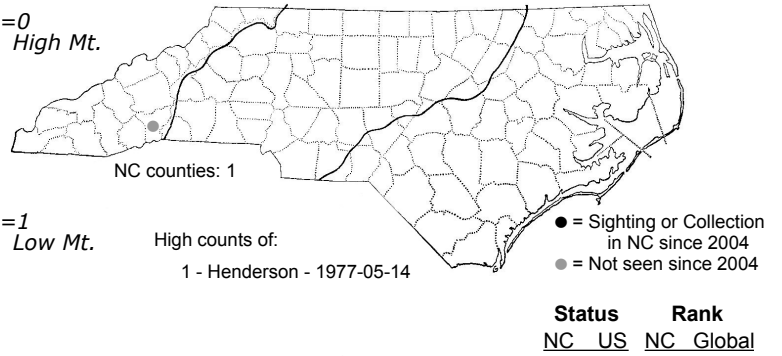 =0
High Mt.
NC counties: 1
=1
Low Mt.
High counts of:
1 - Henderson - 1977-05-14
= Sighting or Collection
in NC since 2004
= Not seen since 2004
Status Rank
NC US NC Global